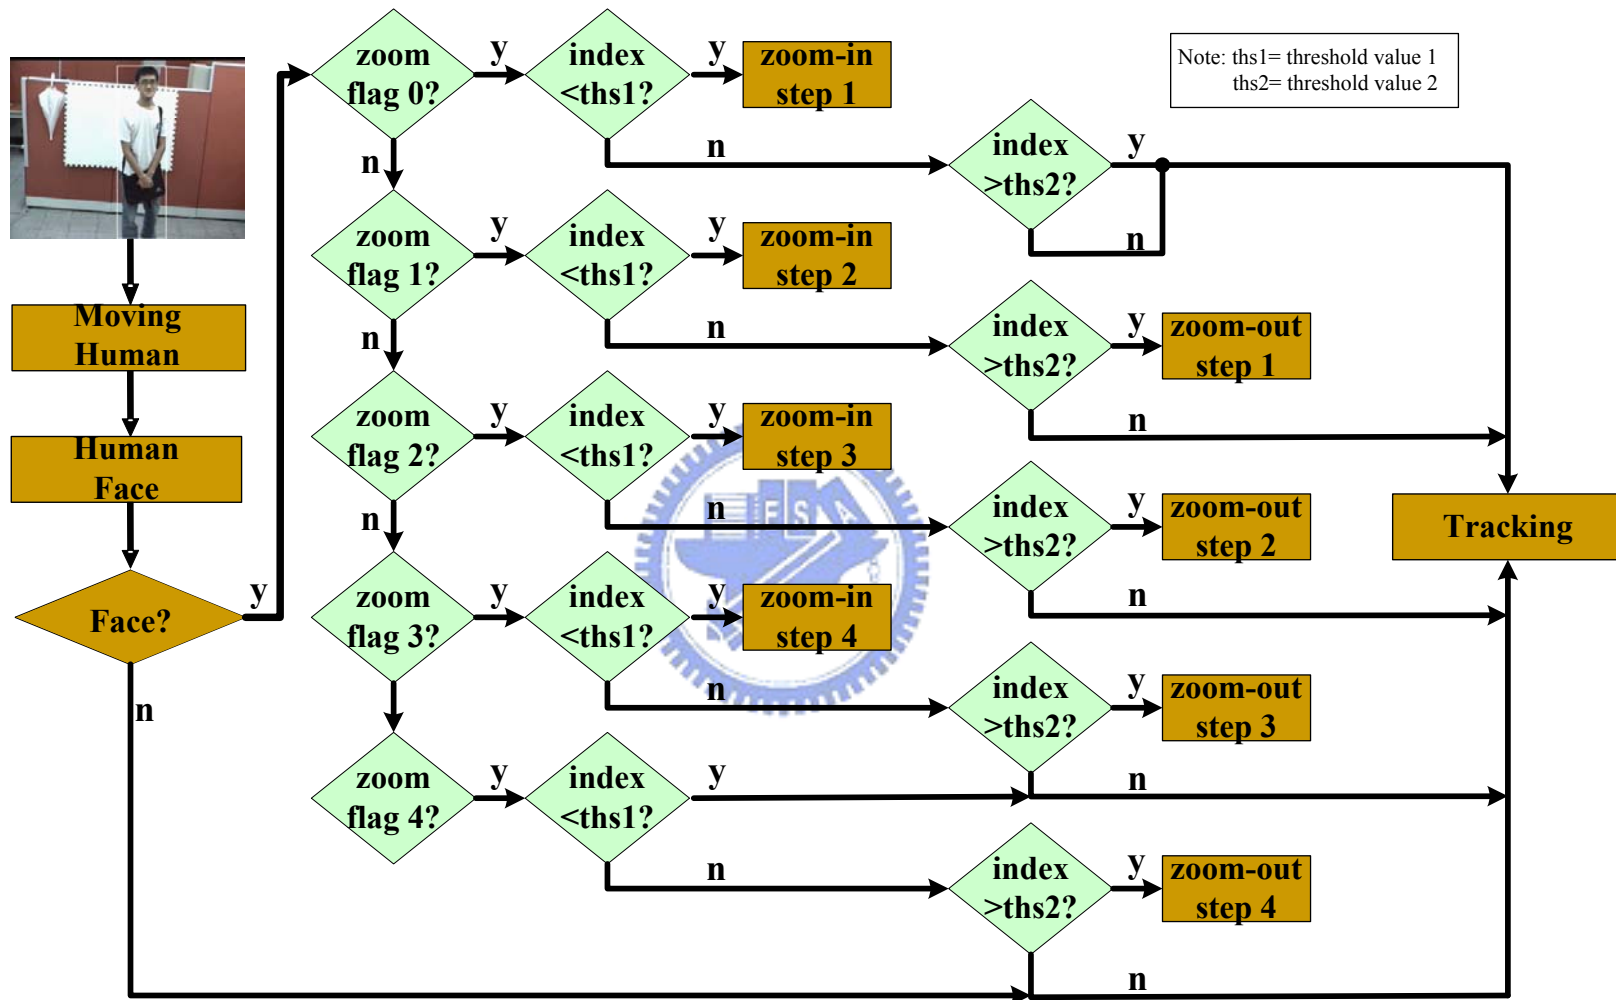 zoom
flag 0?
y
index
<ths1?
y
zoom-in
step 1
Note: ths1= threshold value 1
ths2= threshold value 2
n
n
index
>ths2?
y
n
zoom
flag 1?
y
index
<ths1?
y
zoom-in
step 2
n
n
index
>ths2?
y
zoom-out
step 1
n
Moving
Human
Human
Face
Face?
y
n
zoom
flag 2?
y
index
<ths1?
y
zoom-in
step 3
n
n
index
>ths2?
y
zoom-out
step 2
n
Tracking
zoom
flag 3?
y
index
<ths1?
y
zoom-in
step 4
n
index
>ths2?
y
zoom-out
step 3
n
zoom
flag 4?
y
index
<ths1?
y
n
index
>ths2?
y
zoom-out
step 4
n
ES